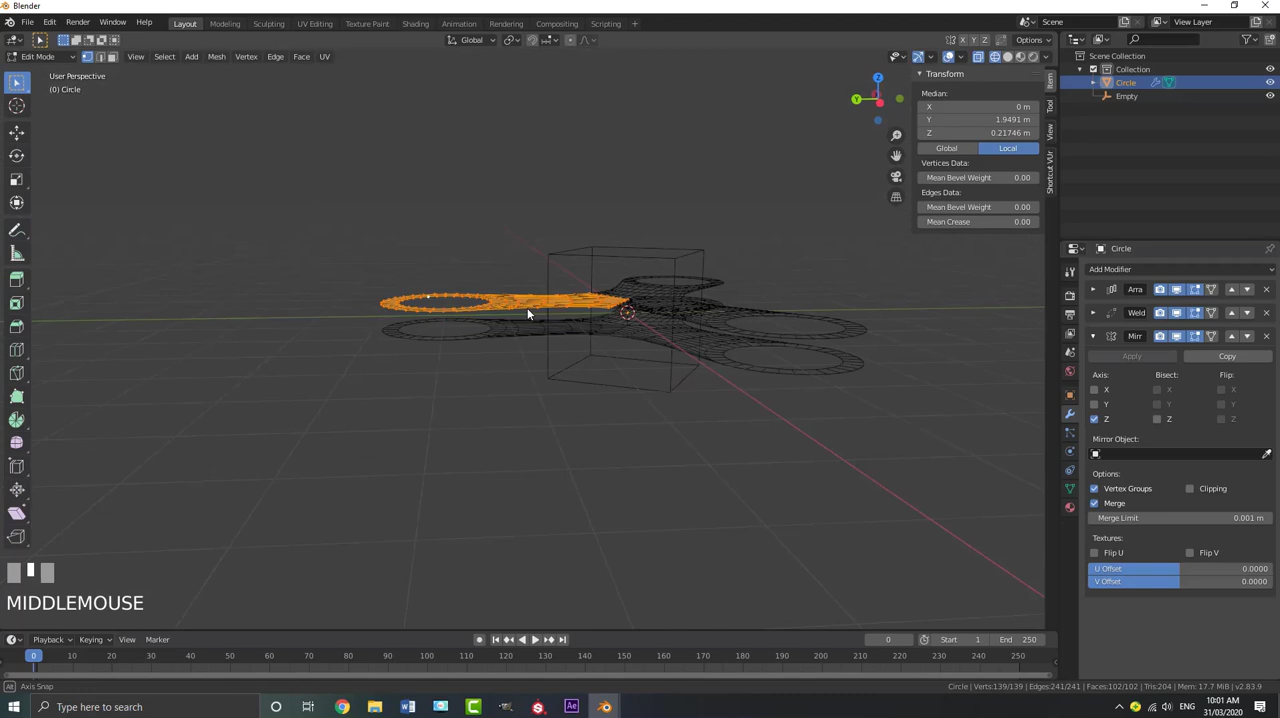 Blender
File Edit Render Window Help
Layout Modeling Sculpting UV Editing Texture Paint Shading Animation Rendering Compositing Scripting
Scene
View Layer
Global
X Y Z
Options
Edit Mode
View Select Add Mesh Vertex Edge Face UV
User Perspective
(0) Circle
Z
Y
Transform
Median:
X 0 m
Y 1.9491 m
Z 0.21746 m
Global Local
Vertices Data:
Mean Bevel Weight 0.00
Edges Data:
Mean Bevel Weight 0.00
Mean Crease 0.00
Item
Tool
View
Shortcut VUr
Scene Collection
Collection
Circle
Empty
Circle
Add Modifier
Arra
Weld
Mirr
Apply Copy
Axis: Bisect: Flip:
X X X
Y Y Y
Z Z Z
Mirror Object:
Options:
Vertex Groups Clipping
Merge
Merge Limit 0.001 m
Textures:
Flip U Flip V
U Offset 0.0000
V Offset 0.0000
MIDDLEMOUSE
Playback Keying View Marker
0 Start 1 End 250
0 10 20 30 40 50 60 70 80 90 100 110 120 130 140 150 160 170 180 190 200 210 220 230 240 250
Alt Axis Snap
Circle | Verts:139/139 | Edges:241/241 | Faces:102/102 | Tris:204 | Mem: 17.7 MiB | v2.83.9
Type here to search
Ae
10:01 AM
31/03/2020